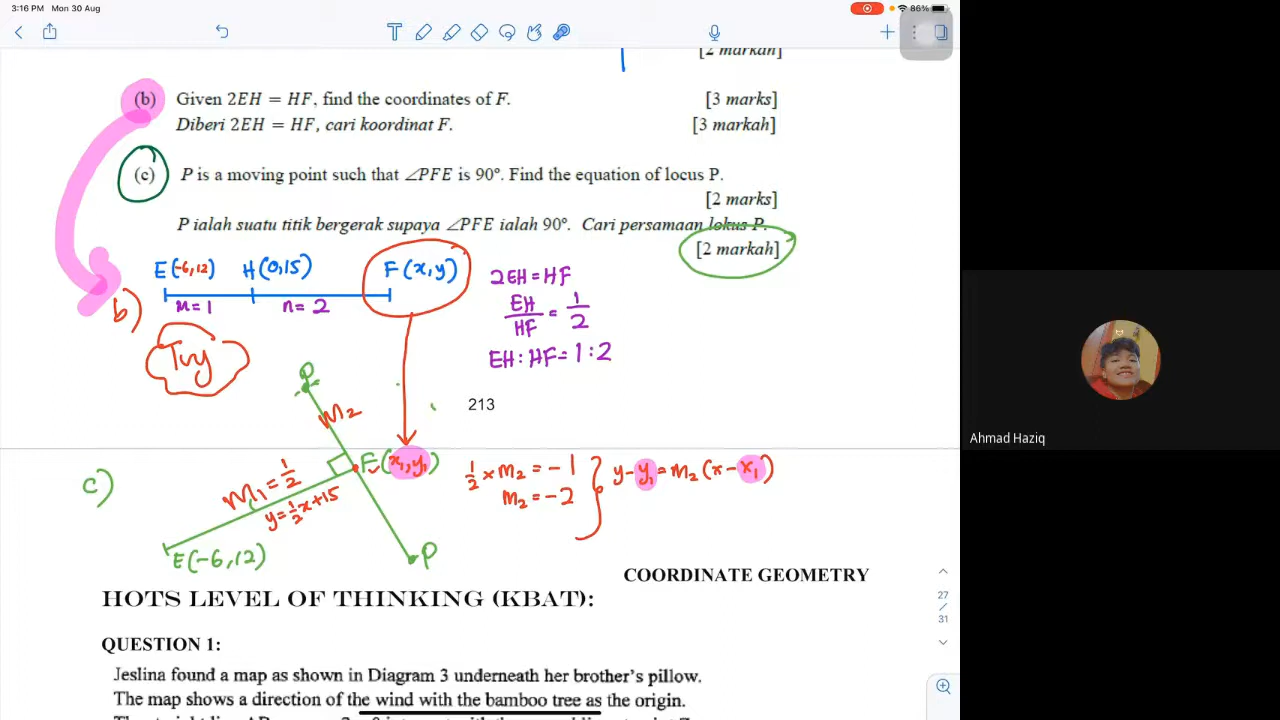 3:16 PM Mon 30 Aug
86%
T
[2 markah]
(b) Given 2EH = HF, find the coordinates of F. [3 marks]
Diberi 2EH = HF, cari koordinat F. [3 markah]
(c) P is a moving point such that ∠PFE is 90°. Find the equation of locus P.
[2 marks]
P ialah suatu titik bergerak supaya ∠PFE ialah 90°. Cari persamaan lokus P.
[2 markah]
E(-6,12) H(0,15) F(x,y)
m=1 n=2
b)
Try
2EH=HF
EH/HF = 1/2
EH:HF=1:2
213
c)
P
M₂
F(x₁,y₁)
M₁=1/2
y=1/2x+15
E(-6,12)
P
1/2 × M₂ = -1
M₂ = -2
y-y₁=M₂(x-x₁)
Ahmad Haziq
COORDINATE GEOMETRY
27
/
31
HOTS LEVEL OF THINKING (KBAT):
QUESTION 1:
Jeslina found a map as shown in Diagram 3 underneath her brother's pillow.
The map shows a direction of the wind with the bamboo tree as the origin.